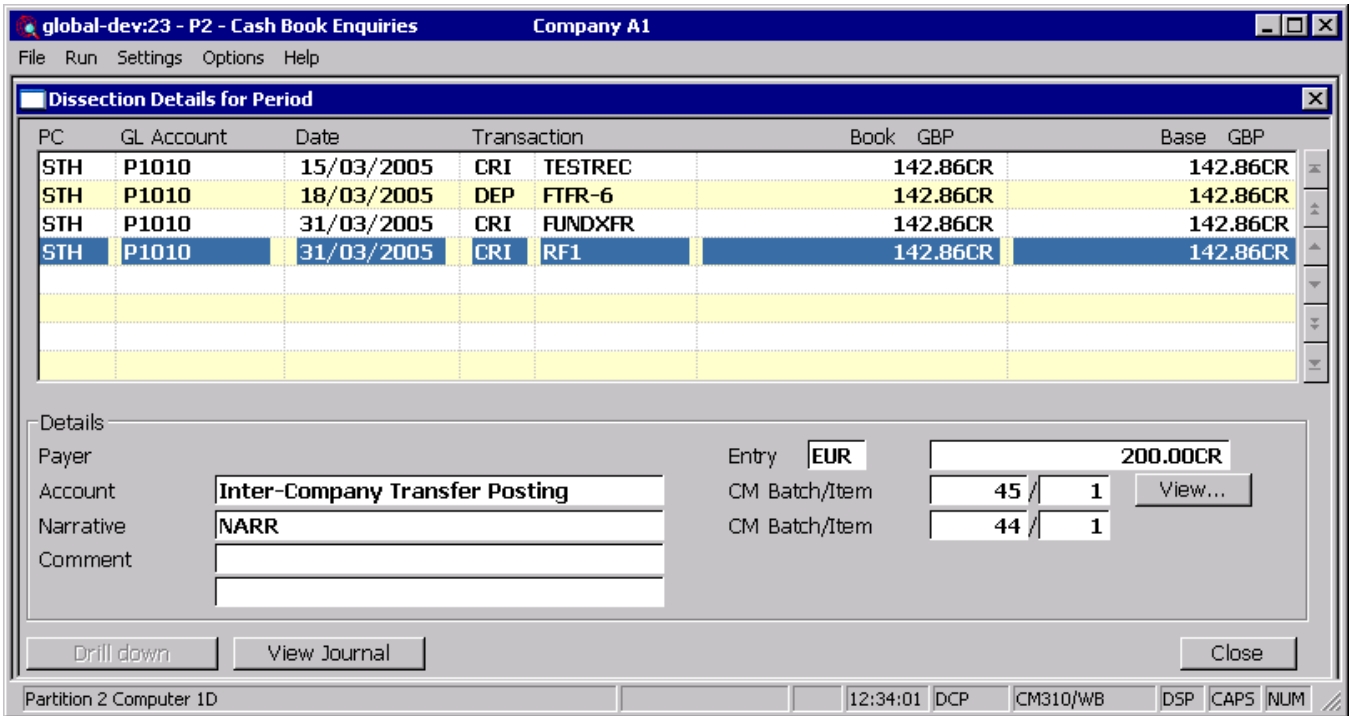 global-dev:23 - P2 - Cash Book Enquiries Company A1
File Run Settings Options Help
Dissection Details for Period
PC GL Account Date Transaction Book GBP Base GBP
STH P1010 15/03/2005 CRI TESTREC 142.86CR 142.86CR
STH P1010 18/03/2005 DEP FTFR-6 142.86CR 142.86CR
STH P1010 31/03/2005 CRI FUNDXFR 142.86CR 142.86CR
STH P1010 31/03/2005 CRI RF1 142.86CR 142.86CR
Details
Payer Entry EUR 200.00CR
Account Inter-Company Transfer Posting CM Batch/Item 45 / 1 View...
Narrative NARR CM Batch/Item 44 / 1
Comment
Drill down View Journal Close
Partition 2 Computer 1D 12:34:01 DCP CM310/WB DSP CAPS NUM